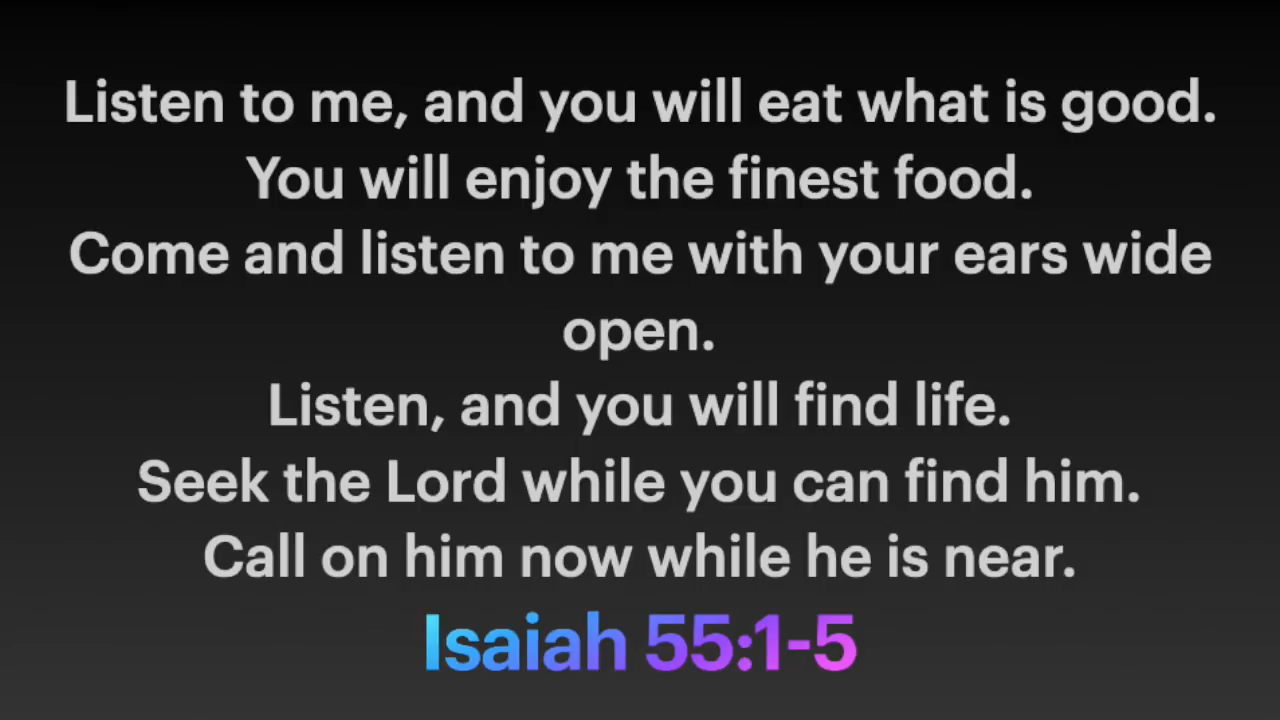 Listen to me, and you will eat what is good.
You will enjoy the finest food.
Come and listen to me with your ears wide
open.
Listen, and you will find life.
Seek the Lord while you can find him.
Call on him now while he is near.
Isaiah 55:1-5